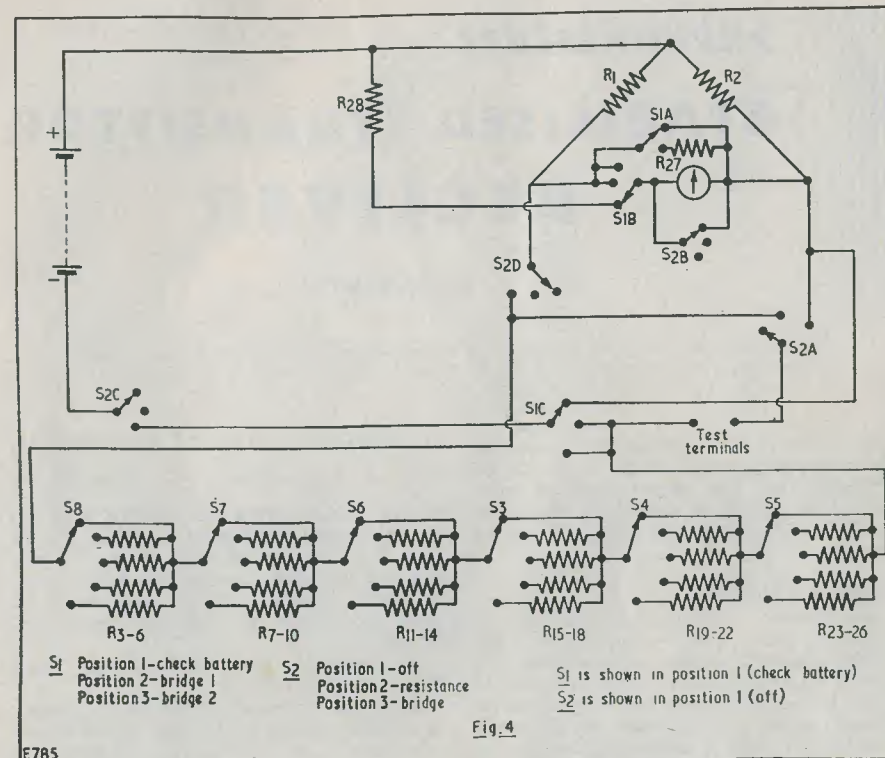 R1
R2
R28
S1A
R27
+
S1B
S2B
S2D
−
S2A
S2C
S1C
Test
terminals
S8
S7
S6
S3
S4
S5
R3-6
R7-10
R11-14
R15-18
R19-22
R23-26
S1 Position 1-check battery
Position 2-bridge 1
Position 3-bridge 2
S2 Position 1-off
Position 2-resistance
Position 3-bridge
S1 is shown in position 1 (check battery)
S2 is shown in position 1 (off)
Fig.4
E785